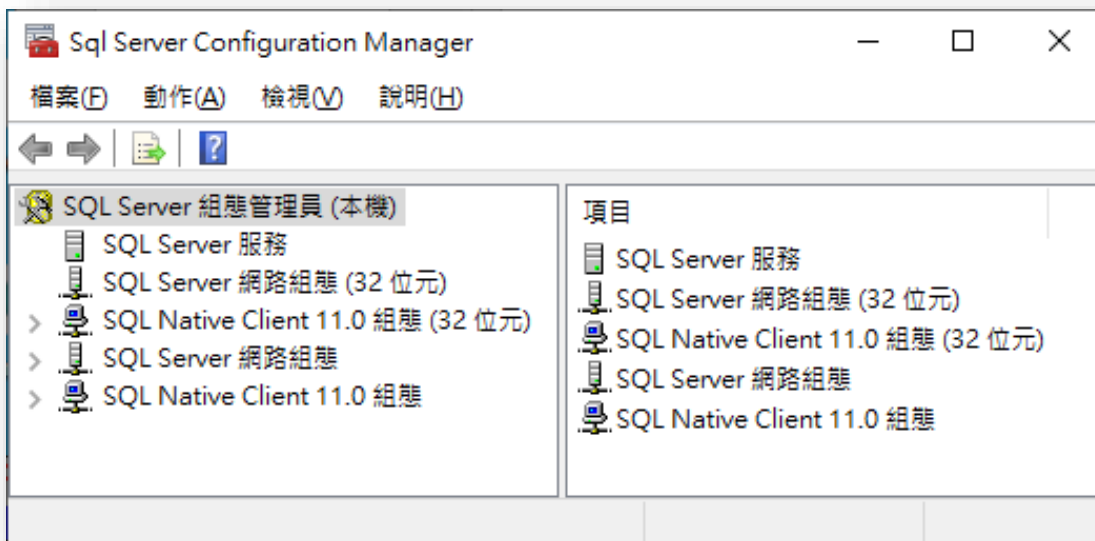 Sql Server Configuration Manager
檔案(F) 動作(A) 檢視(V) 說明(H)
SQL Server 組態管理員 (本機)
SQL Server 服務
SQL Server 網路組態 (32 位元)
SQL Native Client 11.0 組態 (32 位元)
SQL Server 網路組態
SQL Native Client 11.0 組態
項目
SQL Server 服務
SQL Server 網路組態 (32 位元)
SQL Native Client 11.0 組態 (32 位元)
SQL Server 網路組態
SQL Native Client 11.0 組態